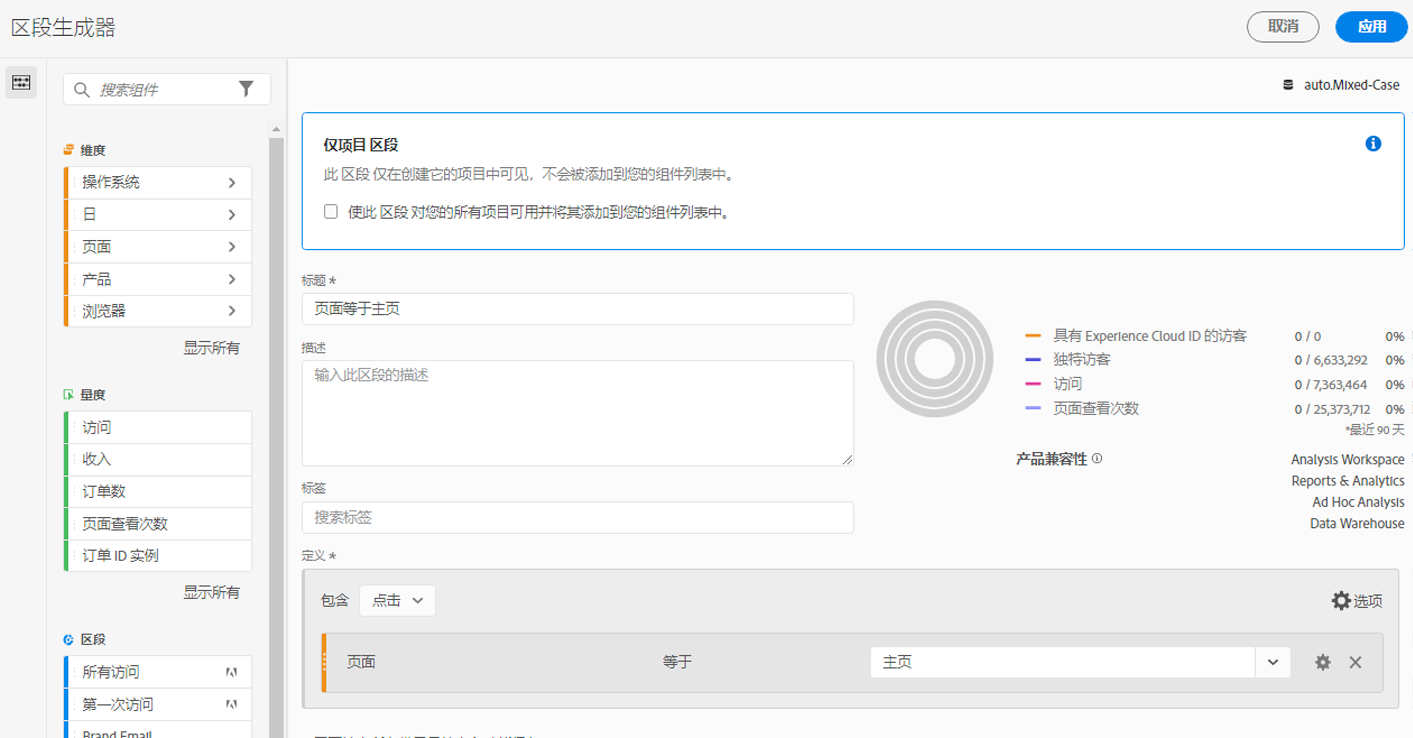 区段生成器
取消
应用
搜索组件
auto.Mixed-Case
仅项目 区段
此 区段 仅在创建它的项目中可见，不会被添加到您的组件列表中。
使此 区段 对您的所有项目可用并将其添加到您的组件列表中。
维度
操作系统
日
页面
产品
浏览器
显示所有
量度
访问
收入
订单数
页面查看次数
订单 ID 实例
显示所有
区段
所有访问
第一次访问
Brand Email
标题 *
页面等于主页
描述
输入此区段的描述
标签
搜索标签
具有 Experience Cloud ID 的访客 0 / 0 0%
独特访客 0 / 6,633,292 0%
访问 0 / 7,363,464 0%
页面查看次数 0 / 25,373,712 0%
*最近 90 天
产品兼容性
Analysis Workspace
Reports & Analytics
Ad Hoc Analysis
Data Warehouse
定义 *
包含 点击
选项
页面 等于 主页